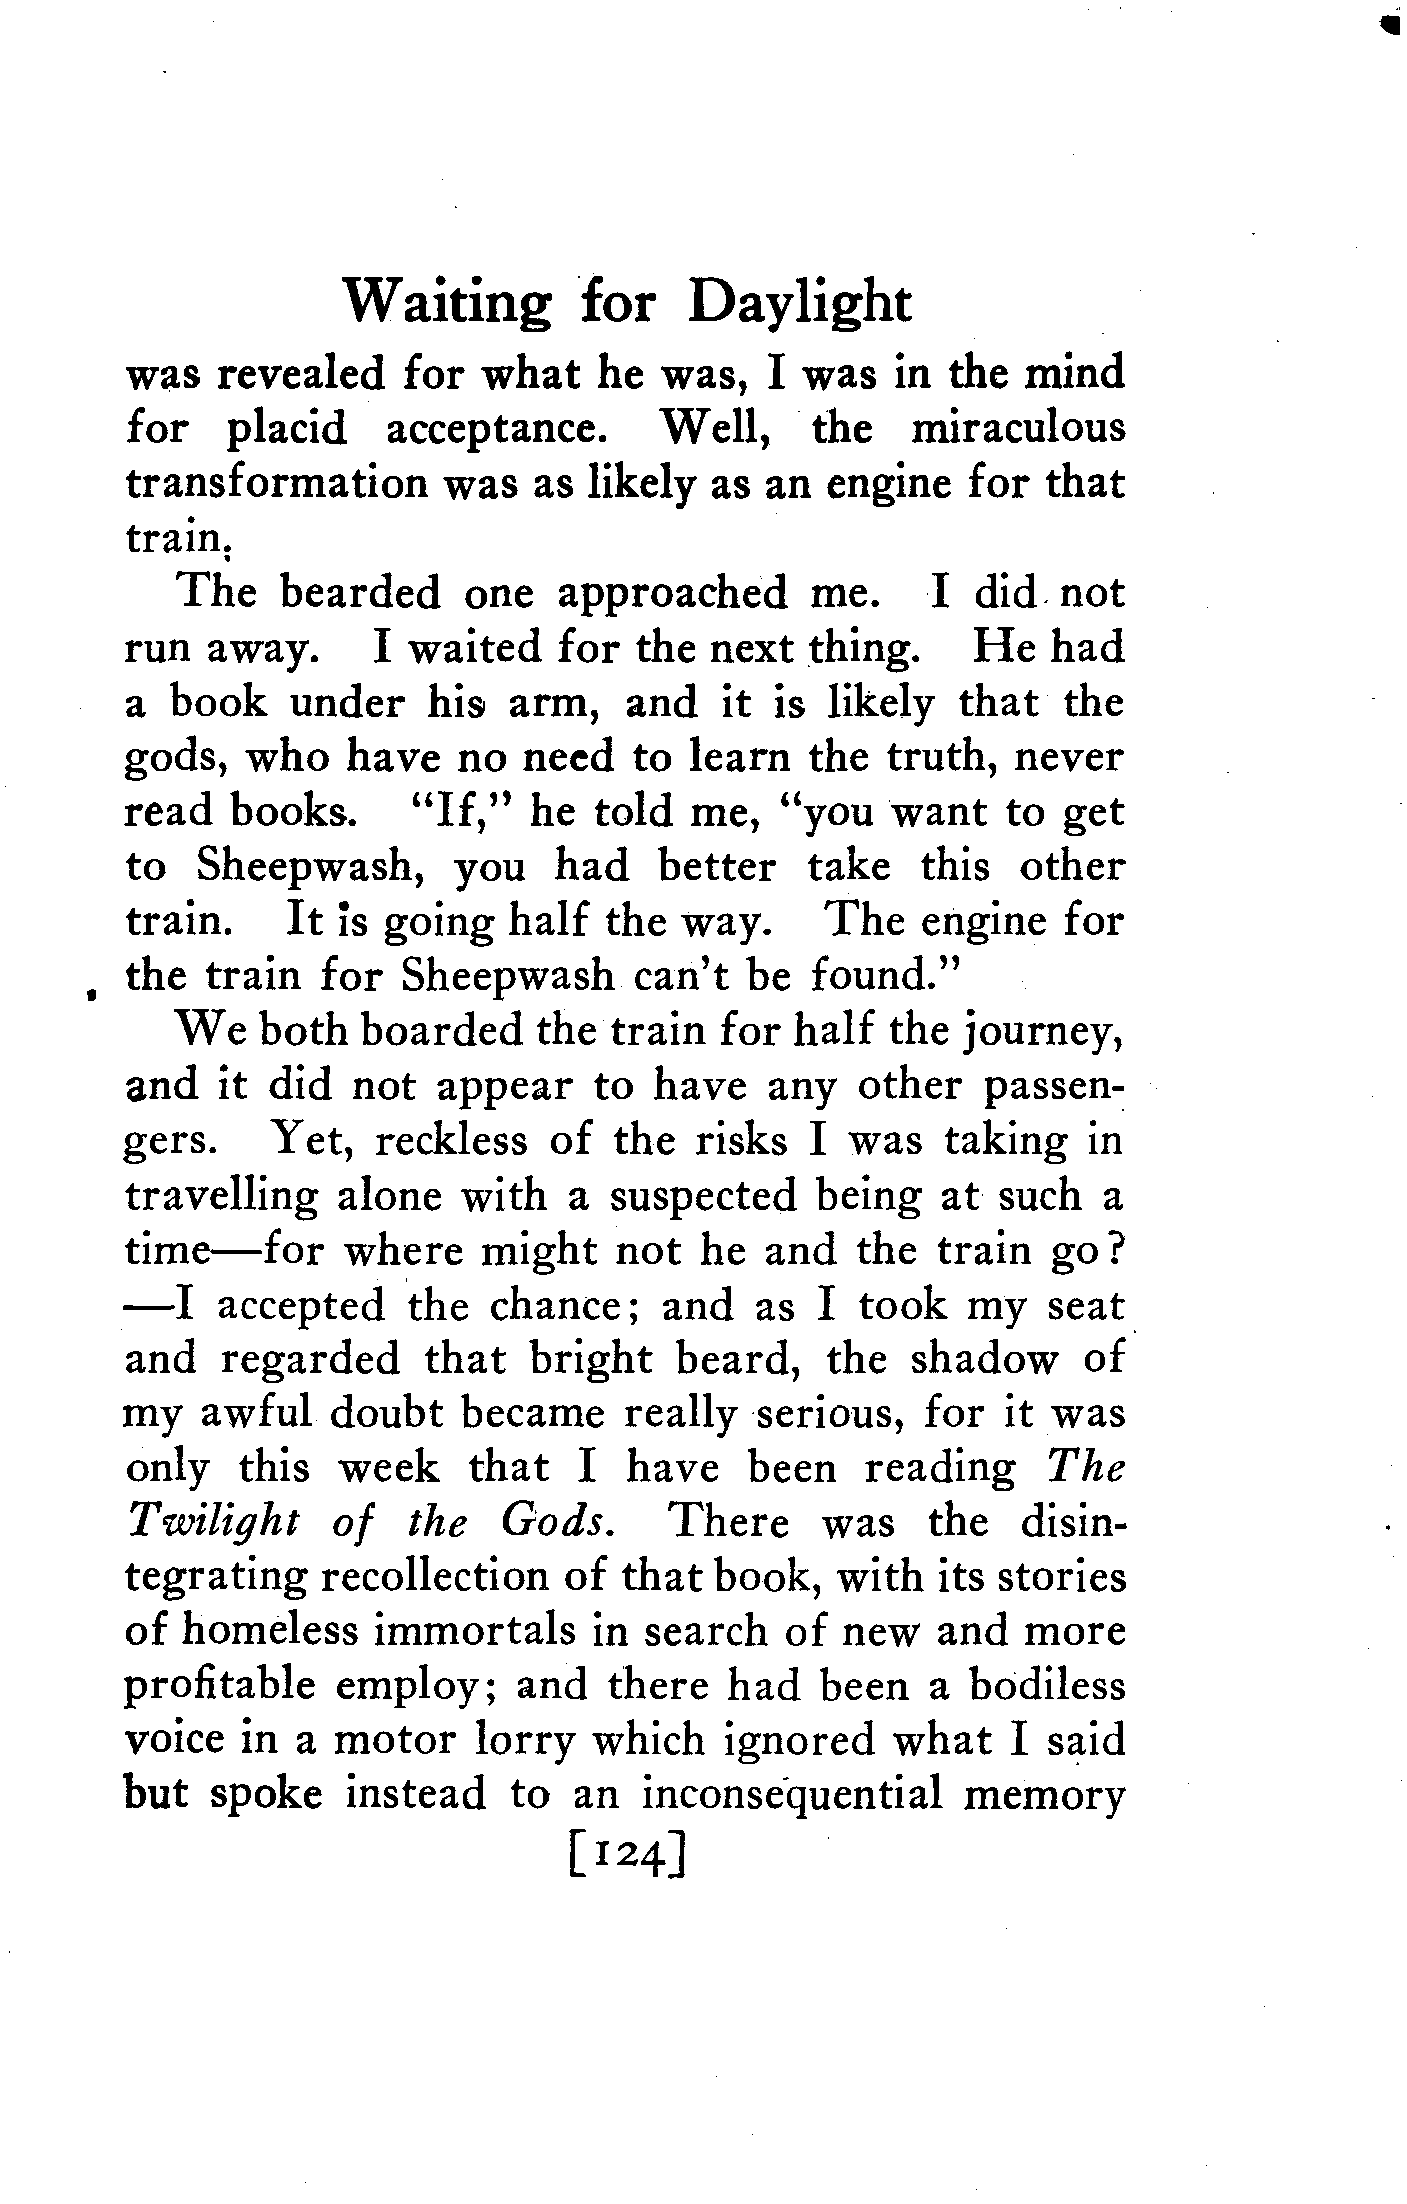 Waiting for Daylight
was revealed for what he was, I was in the mind
for placid acceptance. Well, the miraculous
transformation was as likely as an engine for that
train.
The bearded one approached me. I did not
run away. I waited for the next thing. He had
a book under his arm, and it is likely that the
gods, who have no need to learn the truth, never
read books. “If,” he told me, “you want to get
to Sheepwash, you had better take this other
train. It is going half the way. The engine for
the train for Sheepwash can’t be found.”
We both boarded the train for half the journey,
and it did not appear to have any other passen-
gers. Yet, reckless of the risks I was taking in
travelling alone with a suspected being at such a
time—for where might not he and the train go?
—I accepted the chance; and as I took my seat
and regarded that bright beard, the shadow of
my awful doubt became really serious, for it was
only this week that I have been reading The
Twilight of the Gods. There was the disin-
tegrating recollection of that book, with its stories
of homeless immortals in search of new and more
profitable employ; and there had been a bodiless
voice in a motor lorry which ignored what I said
but spoke instead to an inconsequential memory
[124]